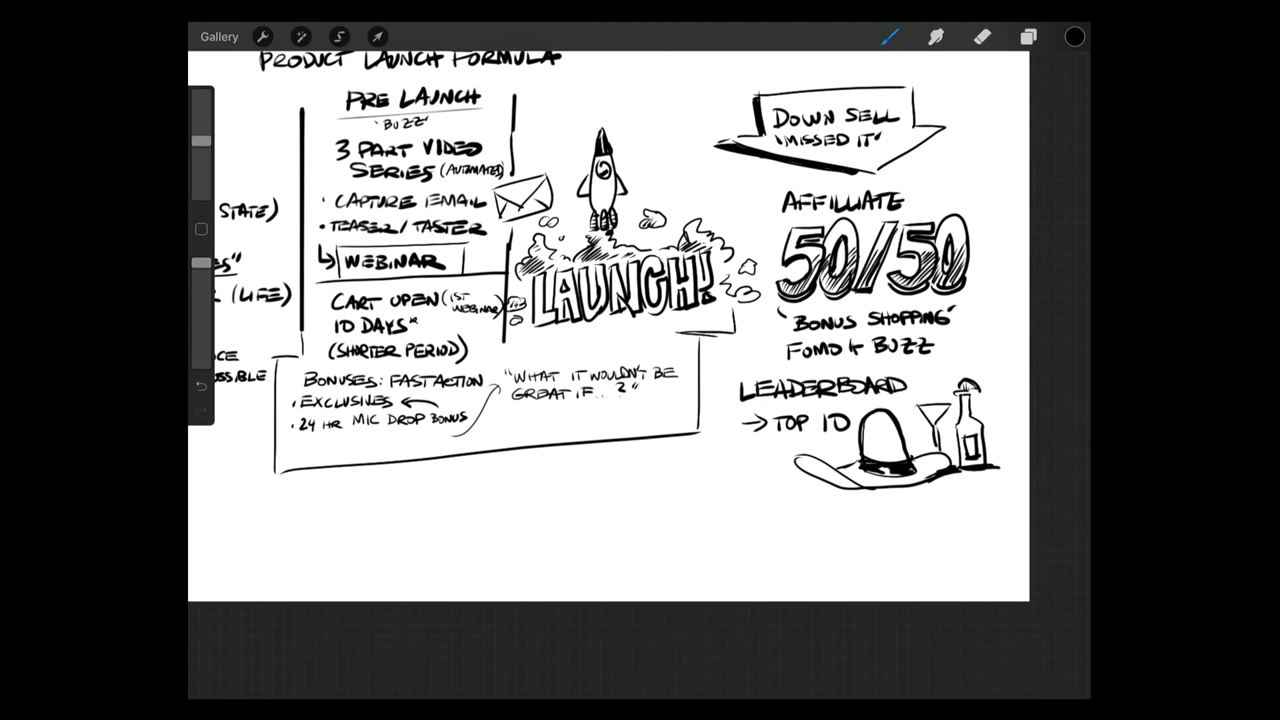 Gallery
PRODUCT LAUNCH FORMULA
STATE)
ES"
(LIFE)
CE
OSSIBLE
PRE LAUNCH
"BUZZ"
3 PART VIDEO
SERIES (AUTOMATED)
• CAPTURE EMAIL
• TEASER/TASTER
WEBINAR
CART OPEN (1ST
WEBINAR)
10 DAYS*
(SHORTER PERIOD)
BONUSES: FAST ACTION
• EXCLUSIVES
• 24 HR MIC DROP BONUS
"WHAT IT WOULDN'T BE
GREAT IF...?"
LAUNCH!
DOWN SELL
"MISSED IT"
AFFILIATE
50/50
"BONUS SHOPPING"
FOMO + BUZZ
LEADERBOARD
→ TOP 10